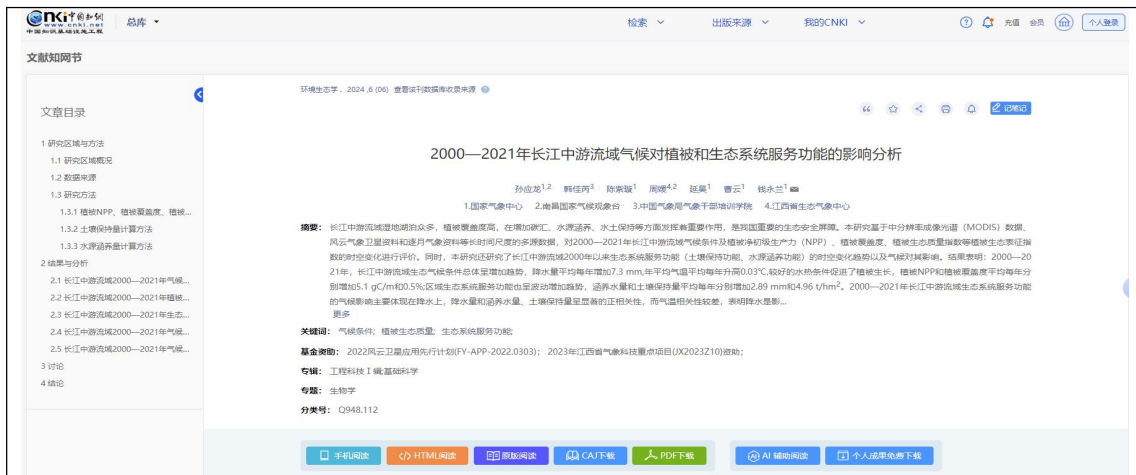 Cnki中国知网
www.cnki.net
中国知识基础设施工程
总库
检索
出版来源
我的CNKI
充值
会员
个人登录
文献知网节
文章目录
1 研究区域与方法
1.1 研究区域概况
1.2 数据来源
1.3 研究方法
1.3.1 植被NPP、植被覆盖度、植被...
1.3.2 土壤保持量计算方法
1.3.3 水源涵养量计算方法
2 结果与分析
2.1 长江中游流域2000—2021年气候...
2.2 长江中游流域2000—2021年植被...
2.3 长江中游流域2000—2021年生态...
2.4 长江中游流域2000—2021年气候...
2.5 长江中游流域2000—2021年气候...
3 讨论
4 结论
环境生态学 . 2024 ,6 (06) 查看该刊数据库收录来源
记笔记
2000—2021年长江中游流域气候对植被和生态系统服务功能的影响分析
孙应龙1,2 韩佳芮3 陈紫璇1 周媛4,2 延昊1 曹云1 钱永兰1
1.国家气象中心 2.南昌国家气候观象台 3.中国气象局气象干部培训学院 4.江西省生态气象中心
摘要： 长江中游流域湿地湖泊众多，植被覆盖度高，在增加碳汇、水源涵养、水土保持等方面发挥着重要作用，是我国重要的生态安全屏障。本研究基于中分辨率成像光谱（MODIS）数据、
风云气象卫星资料和逐月气象资料等长时间尺度的多源数据，对2000—2021年长江中游流域气候条件及植被净初级生产力（NPP）、植被覆盖度、植被生态质量指数等植被生态表征指
数的时空变化进行评价。同时，本研究还研究了长江中游流域2000年以来生态系统服务功能（土壤保持功能、水源涵养功能）的时空变化趋势以及气候对其影响。结果表明：2000—20
21年，长江中游流域生态气候条件总体呈增加趋势，降水量平均每年增加7.3 mm,年平均气温平均每年升高0.03℃,较好的水热条件促进了植被生长，植被NPP和植被覆盖度平均每年分
别增加5.1 gC/m和0.5%;区域生态系统服务功能也呈波动增加趋势，涵养水量和土壤保持量平均每年分别增加2.89 mm和4.96 t/hm2。2000—2021年长江中游流域生态系统服务功能
的气候影响主要体现在降水上，降水量和涵养水量、土壤保持量呈显著的正相关性，而气温相关性较差，表明降水是影...
更多
关键词： 气候条件; 植被生态质量; 生态系统服务功能;
基金资助： 2022风云卫星应用先行计划(FY-APP-2022.0303)； 2023年江西省气象科技重点项目(JX2023Z10)资助;
专辑： 工程科技Ⅰ辑;基础科学
专题： 生物学
分类号： Q948.112
手机阅读
HTML阅读
原版阅读
CAJ下载
PDF下载
AI 辅助阅读
个人成果免费下载